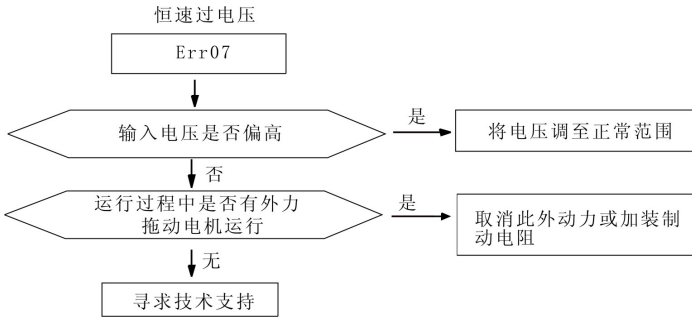 恒速过电压
Err07
输入电压是否偏高
是
将电压调至正常范围
否
运行过程中是否有外力
拖动电机运行
是
取消此外动力或加装制
动电阻
无
寻求技术支持